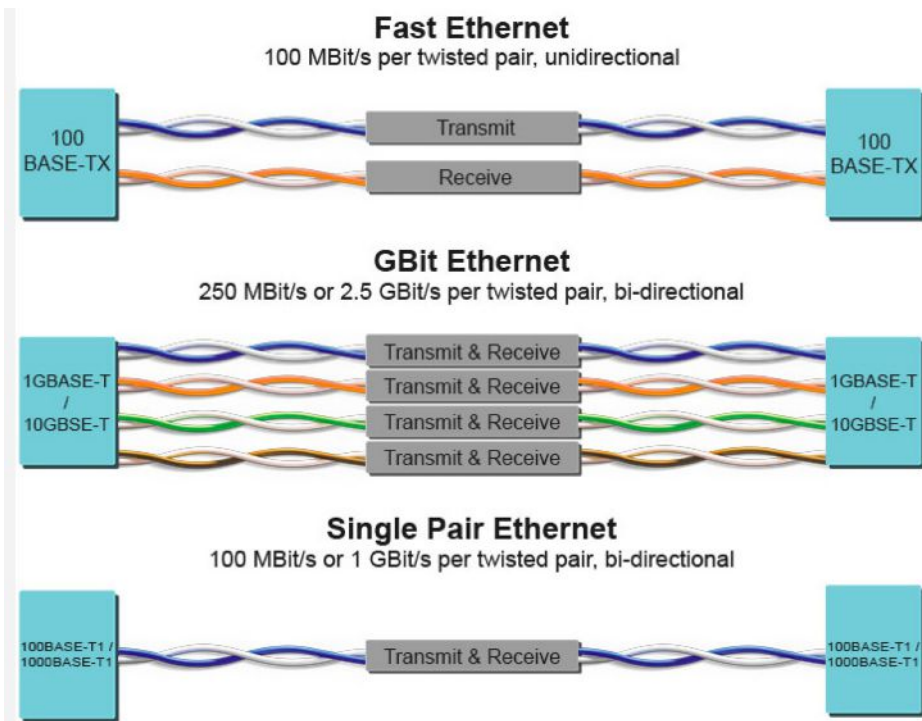 Fast Ethernet
100 MBit/s per twisted pair, unidirectional
100
BASE-TX
Transmit
Receive
100
BASE-TX
GBit Ethernet
250 MBit/s or 2.5 GBit/s per twisted pair, bi-directional
1GBASE-T
/
10GBSE-T
Transmit & Receive
Transmit & Receive
Transmit & Receive
Transmit & Receive
1GBASE-T
/
10GBSE-T
Single Pair Ethernet
100 MBit/s or 1 GBit/s per twisted pair, bi-directional
100BASE-T1 /
1000BASE-T1
Transmit & Receive
100BASE-T1 /
1000BASE-T1